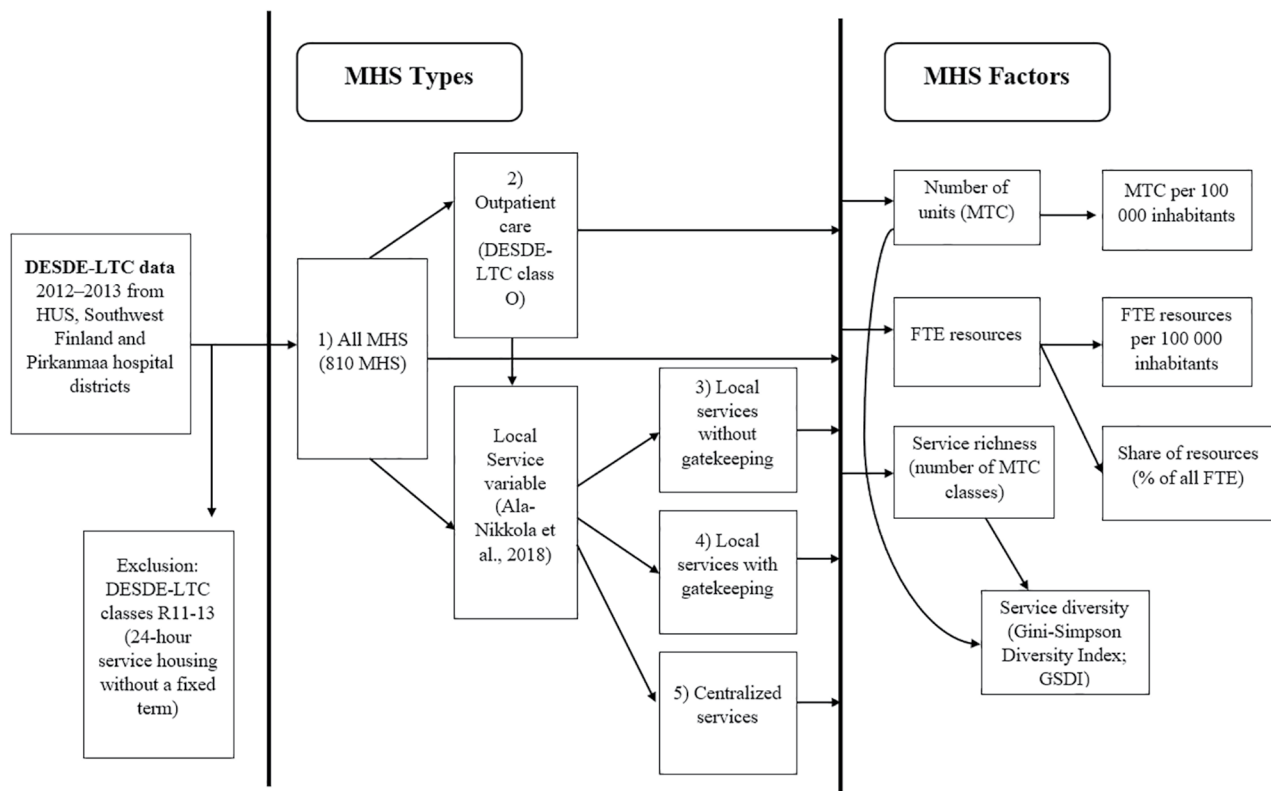 MHS Types
MHS Factors
DESDE-LTC data
2012–2013 from
HUS, Southwest
Finland and
Pirkanmaa hospital
districts
Exclusion:
DESDE-LTC
classes R11-13
(24-hour
service housing
without a fixed
term)
1) All MHS
(810 MHS)
2)
Outpatient
care
(DESDE-
LTC class
O)
Local
Service
variable
(Ala-
Nikkola et
al., 2018)
3) Local
services
without
gatekeeping
4) Local
services with
gatekeeping
5) Centralized
services
Number of
units (MTC)
MTC per 100
000 inhabitants
FTE resources
FTE resources
per 100 000
inhabitants
Share of resources
(% of all FTE)
Service richness
(number of MTC
classes)
Service diversity
(Gini-Simpson
Diversity Index;
GSDI)